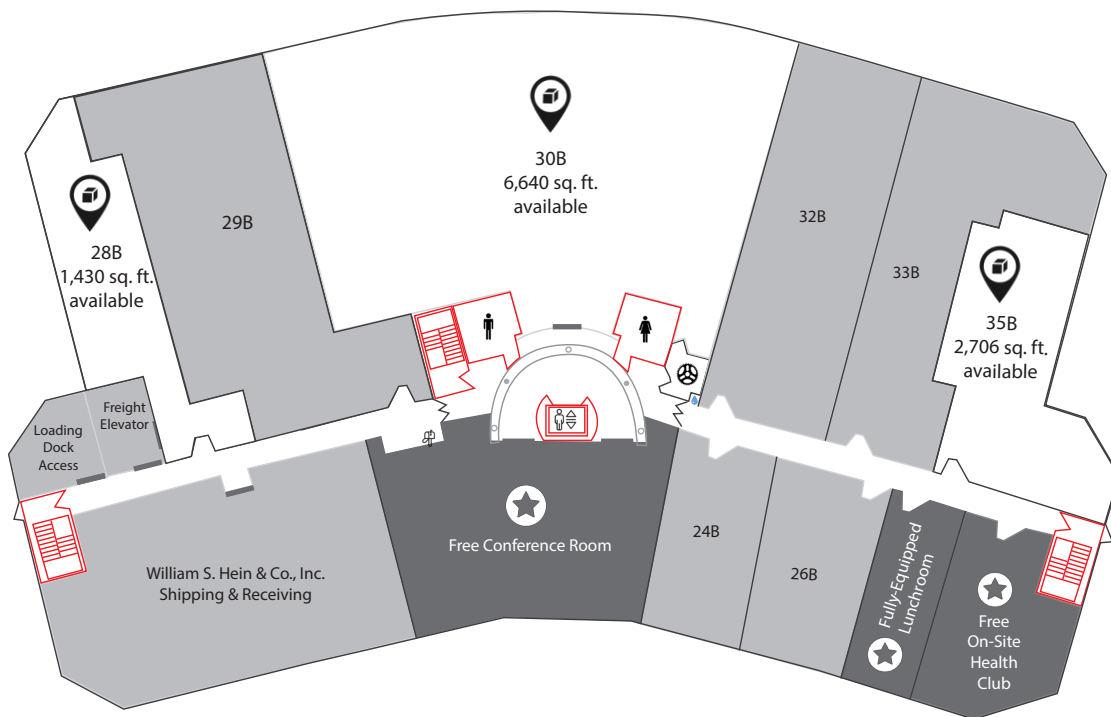 30B
6,640 sq. ft.
available
29B
32B
28B
1,430 sq. ft.
available
33B
35B
2,706 sq. ft.
available
Freight
Elevator
Loading
Dock
Access
Free Conference Room
24B
26B
William S. Hein & Co., Inc.
Shipping & Receiving
Fully-Equipped
Lunchroom
Free
On-Site
Health
Club